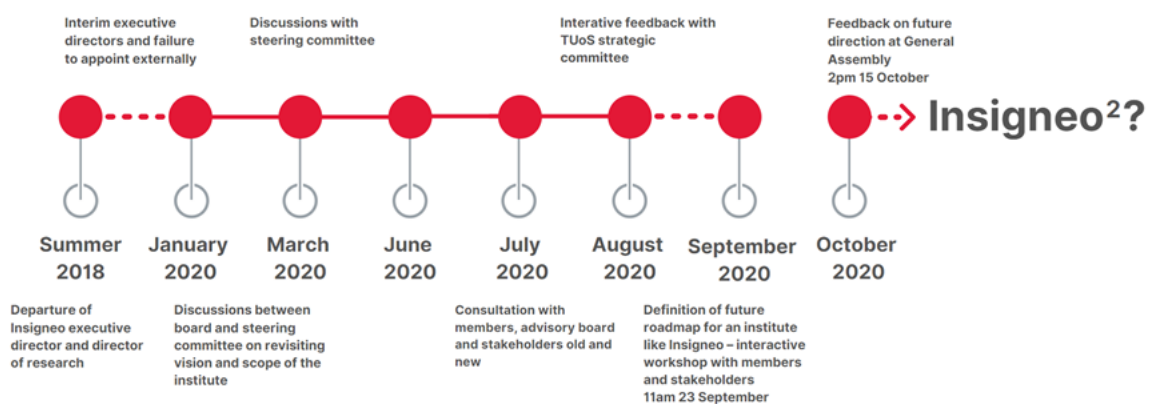 Interim executive
directors and failure
to appoint externally
Discussions with
steering committee
Interative feedback with
TUoS strategic
committee
Feedback on future
direction at General
Assembly
2pm 15 October
Insigneo²?
Summer
2018
January
2020
March
2020
June
2020
July
2020
August
2020
September
2020
October
2020
Departure of
Insigneo executive
director and director
of research
Discussions between
board and steering
committee on revisiting
vision and scope of the
institute
Consultation with
members, advisory board
and stakeholders old and
new
Definition of future
roadmap for an institute
like Insigneo – interactive
workshop with members
and stakeholders
11am 23 September